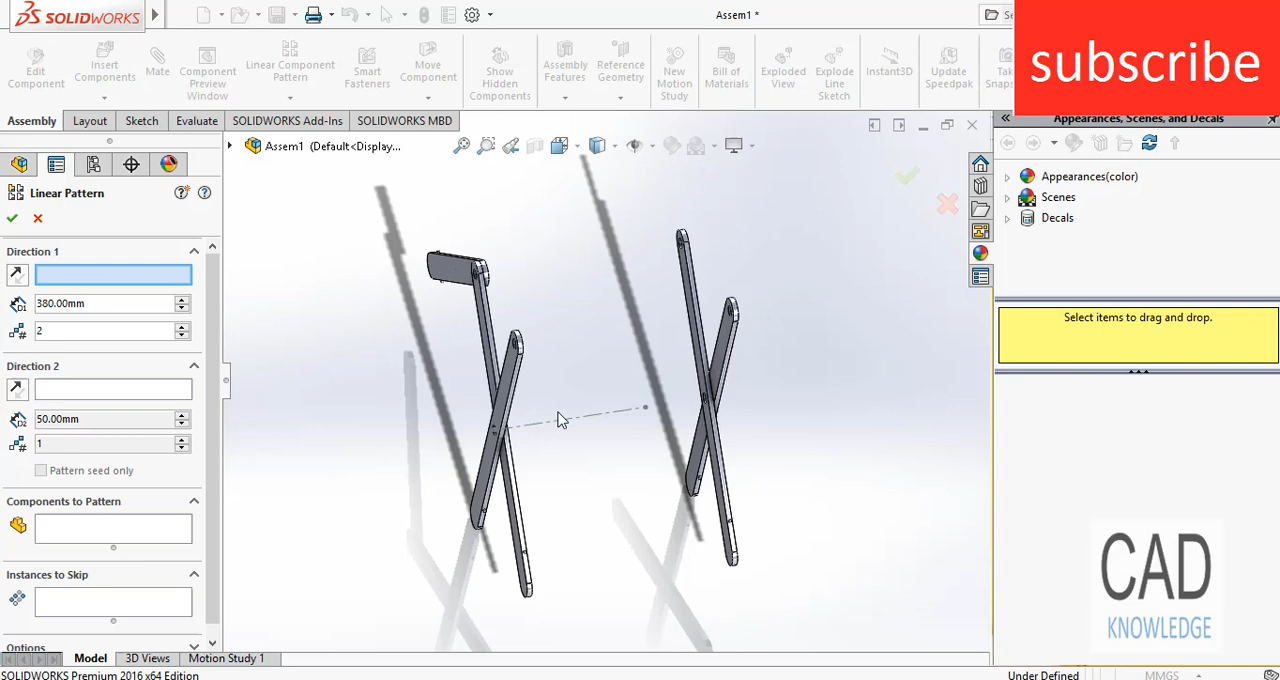 SOLIDWORKS
Assem1 *
subscribe
Edit Component
Insert Components
Mate
Component Preview Window
Linear Component Pattern
Smart Fasteners
Move Component
Show Hidden Components
Assembly Features
Reference Geometry
New Motion Study
Bill of Materials
Exploded View
Explode Line Sketch
Instant3D
Update Speedpak
Assembly
Layout
Sketch
Evaluate
SOLIDWORKS Add-Ins
SOLIDWORKS MBD
Appearances, Scenes, and Decals
Assem1 (Default<Display...
Linear Pattern
Direction 1
380.00mm
2
Direction 2
50.00mm
1
Pattern seed only
Components to Pattern
Instances to Skip
Options
Appearances(color)
Scenes
Decals
Select items to drag and drop.
CAD
KNOWLEDGE
Model
3D Views
Motion Study 1
SOLIDWORKS Premium 2016 x64 Edition
Under Defined
MMGS